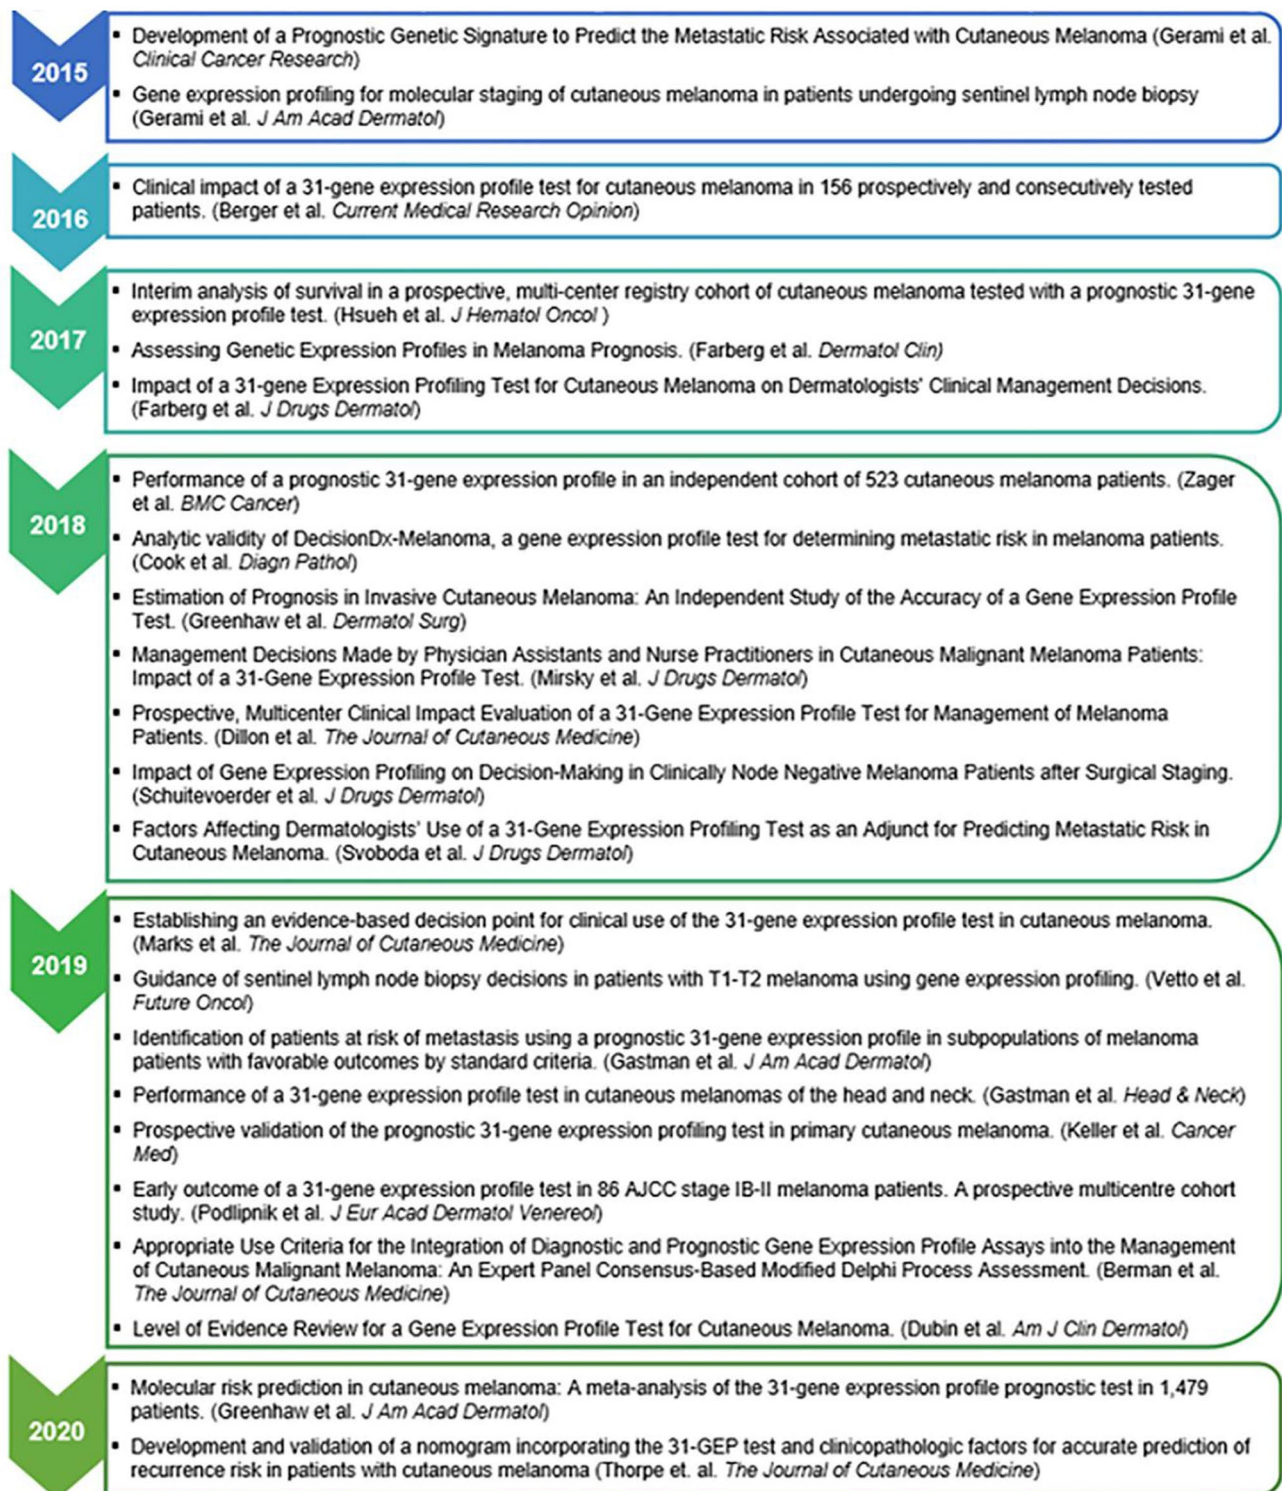 2015
▪ Development of a Prognostic Genetic Signature to Predict the Metastatic Risk Associated with Cutaneous Melanoma (Gerami et al.
Clinical Cancer Research)
▪ Gene expression profiling for molecular staging of cutaneous melanoma in patients undergoing sentinel lymph node biopsy
(Gerami et al. J Am Acad Dermatol)
2016
▪ Clinical impact of a 31-gene expression profile test for cutaneous melanoma in 156 prospectively and consecutively tested
patients. (Berger et al. Current Medical Research Opinion)
2017
▪ Interim analysis of survival in a prospective, multi-center registry cohort of cutaneous melanoma tested with a prognostic 31-gene
expression profile test. (Hsueh et al. J Hematol Oncol )
▪ Assessing Genetic Expression Profiles in Melanoma Prognosis. (Farberg et al. Dermatol Clin)
▪ Impact of a 31-gene Expression Profiling Test for Cutaneous Melanoma on Dermatologists' Clinical Management Decisions.
(Farberg et al. J Drugs Dermatol)
2018
▪ Performance of a prognostic 31-gene expression profile in an independent cohort of 523 cutaneous melanoma patients. (Zager
et al. BMC Cancer)
▪ Analytic validity of DecisionDx-Melanoma, a gene expression profile test for determining metastatic risk in melanoma patients.
(Cook et al. Diagn Pathol)
▪ Estimation of Prognosis in Invasive Cutaneous Melanoma: An Independent Study of the Accuracy of a Gene Expression Profile
Test. (Greenhaw et al. Dermatol Surg)
▪ Management Decisions Made by Physician Assistants and Nurse Practitioners in Cutaneous Malignant Melanoma Patients:
Impact of a 31-Gene Expression Profile Test. (Mirsky et al. J Drugs Dermatol)
▪ Prospective, Multicenter Clinical Impact Evaluation of a 31-Gene Expression Profile Test for Management of Melanoma
Patients. (Dillon et al. The Journal of Cutaneous Medicine)
▪ Impact of Gene Expression Profiling on Decision-Making in Clinically Node Negative Melanoma Patients after Surgical Staging.
(Schuitevoerder et al. J Drugs Dermatol)
▪ Factors Affecting Dermatologists' Use of a 31-Gene Expression Profiling Test as an Adjunct for Predicting Metastatic Risk in
Cutaneous Melanoma. (Svoboda et al. J Drugs Dermatol)
2019
▪ Establishing an evidence-based decision point for clinical use of the 31-gene expression profile test in cutaneous melanoma.
(Marks et al. The Journal of Cutaneous Medicine)
▪ Guidance of sentinel lymph node biopsy decisions in patients with T1-T2 melanoma using gene expression profiling. (Vetto et al.
Future Oncol)
▪ Identification of patients at risk of metastasis using a prognostic 31-gene expression profile in subpopulations of melanoma
patients with favorable outcomes by standard criteria. (Gastman et al. J Am Acad Dermatol)
▪ Performance of a 31-gene expression profile test in cutaneous melanomas of the head and neck. (Gastman et al. Head & Neck)
▪ Prospective validation of the prognostic 31-gene expression profiling test in primary cutaneous melanoma. (Keller et al. Cancer
Med)
▪ Early outcome of a 31-gene expression profile test in 86 AJCC stage IB-II melanoma patients. A prospective multicentre cohort
study. (Podlipnik et al. J Eur Acad Dermatol Venereol)
▪ Appropriate Use Criteria for the Integration of Diagnostic and Prognostic Gene Expression Profile Assays into the Management
of Cutaneous Malignant Melanoma: An Expert Panel Consensus-Based Modified Delphi Process Assessment. (Berman et al.
The Journal of Cutaneous Medicine)
▪ Level of Evidence Review for a Gene Expression Profile Test for Cutaneous Melanoma. (Dubin et al. Am J Clin Dermatol)
2020
▪ Molecular risk prediction in cutaneous melanoma: A meta-analysis of the 31-gene expression profile prognostic test in 1,479
patients. (Greenhaw et al. J Am Acad Dermatol)
▪ Development and validation of a nomogram incorporating the 31-GEP test and clinicopathologic factors for accurate prediction of
recurrence risk in patients with cutaneous melanoma (Thorpe et. al. The Journal of Cutaneous Medicine)